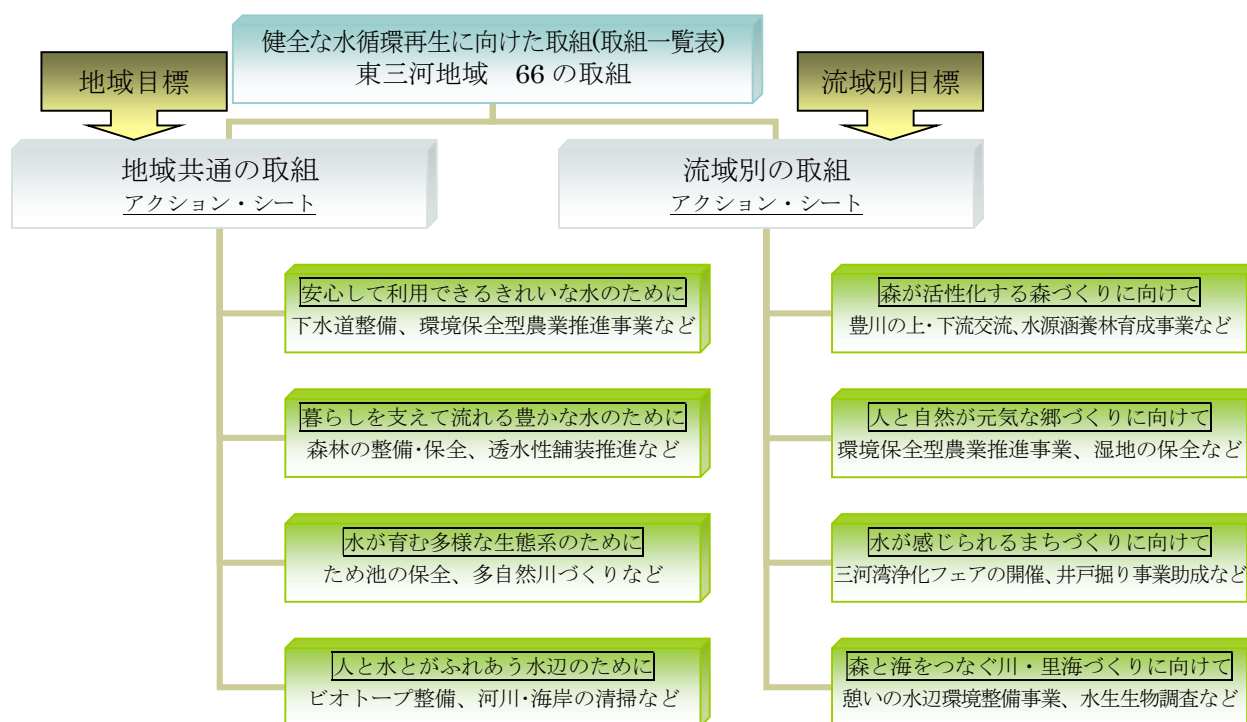 健全な水循環再生に向けた取組(取組一覧表)
東三河地域　66 の取組
地域目標
流域別目標
地域共通の取組
アクション・シート
流域別の取組
アクション・シート
安心して利用できるきれいな水のために
下水道整備、環境保全型農業推進事業など
暮らしを支えて流れる豊かな水のために
森林の整備・保全、透水性舗装推進など
水が育む多様な生態系のために
ため池の保全、多自然川づくりなど
人と水とがふれあう水辺のために
ビオトープ整備、河川・海岸の清掃など
森が活性化する森づくりに向けて
豊川の上・下流交流、水源涵養林育成事業など
人と自然が元気な郷づくりに向けて
環境保全型農業推進事業、湿地の保全など
水が感じられるまちづくりに向けて
三河湾浄化フェアの開催、井戸掘り事業助成など
森と海をつなぐ川・里海づくりに向けて
憩いの水辺環境整備事業、水生生物調査など